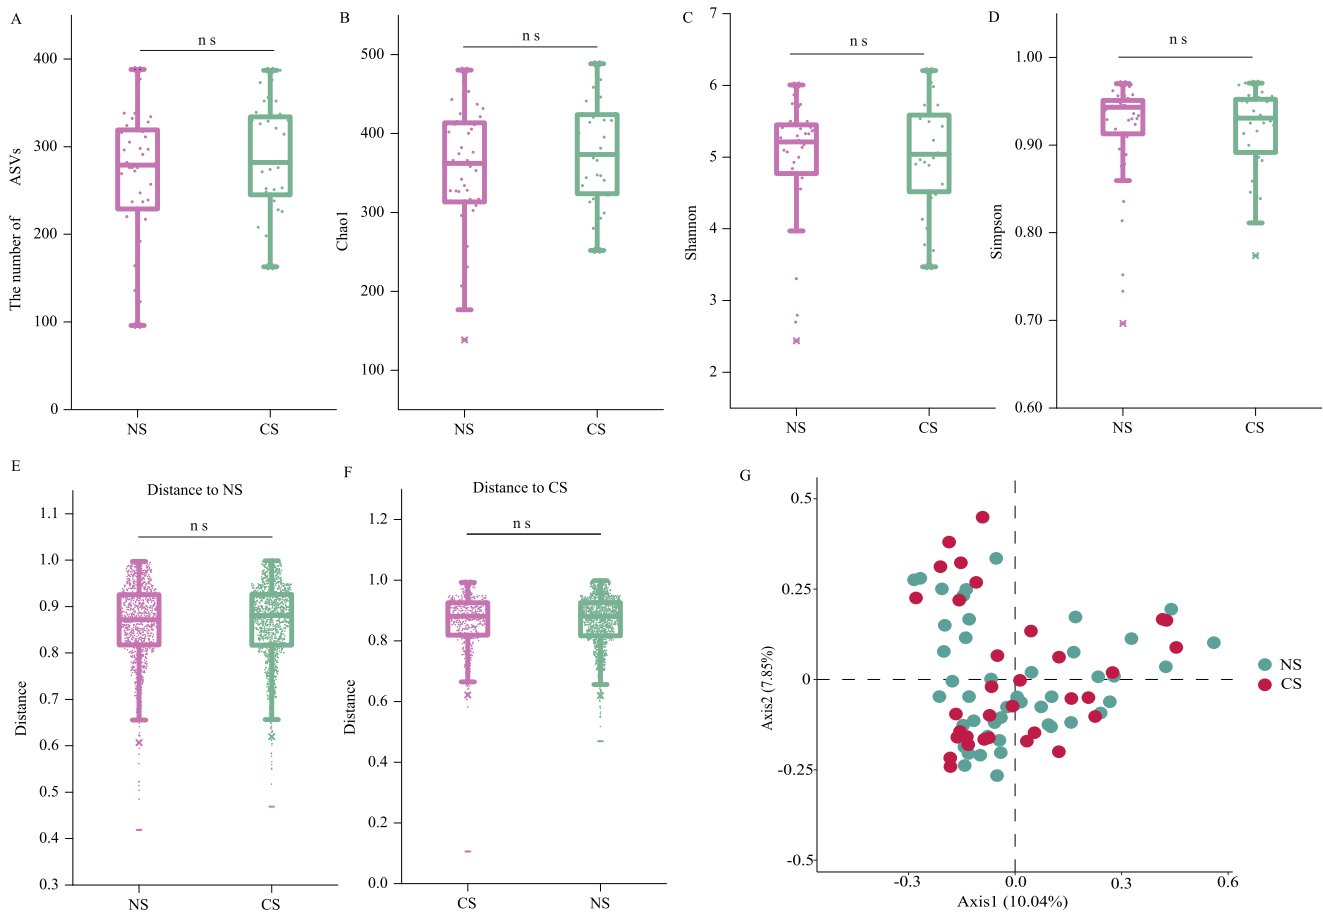 A
The number of ASVs
400
300
200
100
0
n s
NS
CS
B
Chao1
500
400
300
200
100
n s
NS
CS
C
Shannon
7
6
5
4
3
2
n s
NS
CS
D
Simpson
1.00
0.90
0.80
0.70
0.60
n s
NS
CS
E
Distance to NS
Distance
1.1
1.0
0.9
0.8
0.7
0.6
0.5
0.4
0.3
n s
NS
CS
F
Distance to CS
Distance
1.2
1.0
0.8
0.6
0.4
0.2
0.0
n s
CS
NS
G
Axis2 (7.85%)
0.5
0.25
0
-0.25
-0.5
-0.3
0.0
0.3
0.6
Axis1 (10.04%)
NS
CS